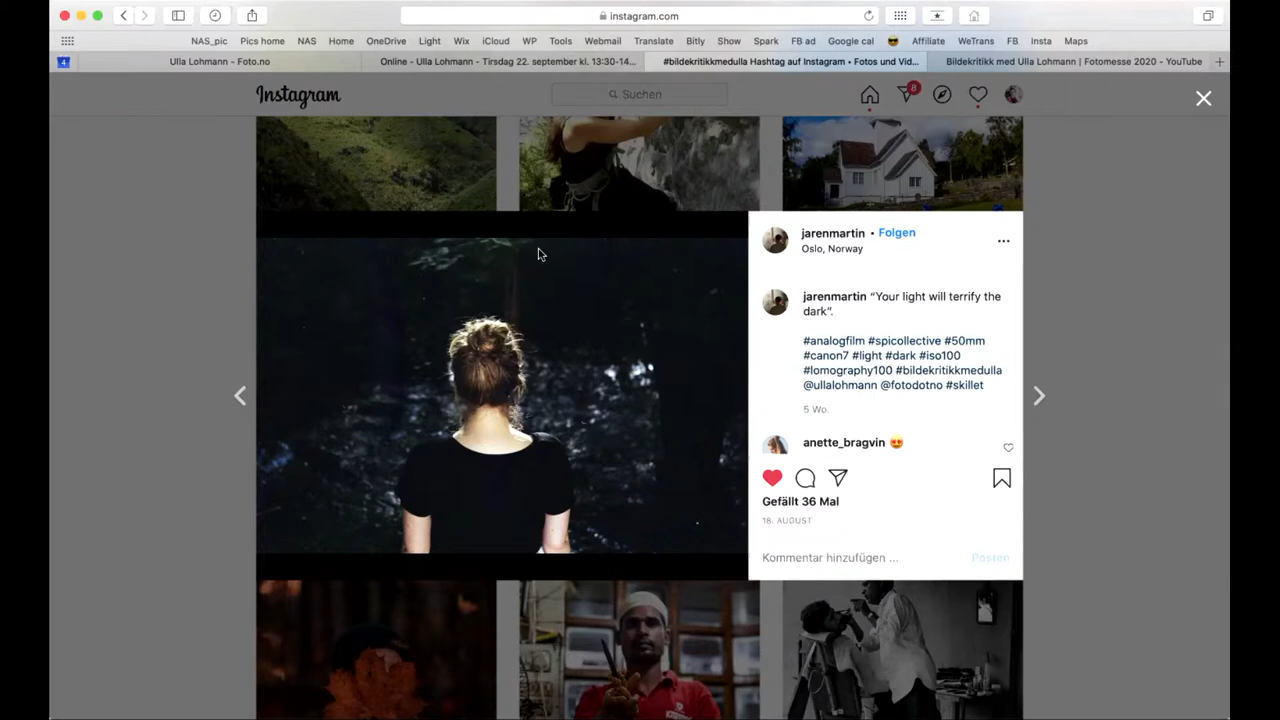 instagram.com
NAS_pic Pics home NAS Home OneDrive Light Wix iCloud WP Tools Webmail Translate Bitly Show Spark FB ad Google cal Affiliate WeTrans FB Insta Maps
4 Ulla Lohmann - Foto.no Online - Ulla Lohmann - Tirsdag 22. september kl. 13:30-14... #bildekritikkmedulla Hashtag auf Instagram • Fotos und Vid... Bildekritikk med Ulla Lohmann | Fotomesse 2020 - YouTube
Instagram Suchen 8
jarenmartin • Folgen
Oslo, Norway
jarenmartin “Your light will terrify the
dark“.
#analogfilm #spicollective #50mm
#canon7 #light #dark #iso100
#lomography100 #bildekritikkmedulla
@ullalohmann @fotodotno #skillet
5 Wo.
anette_bragvin 😍
Gefällt 36 Mal
18. AUGUST
Kommentar hinzufügen ... Posten